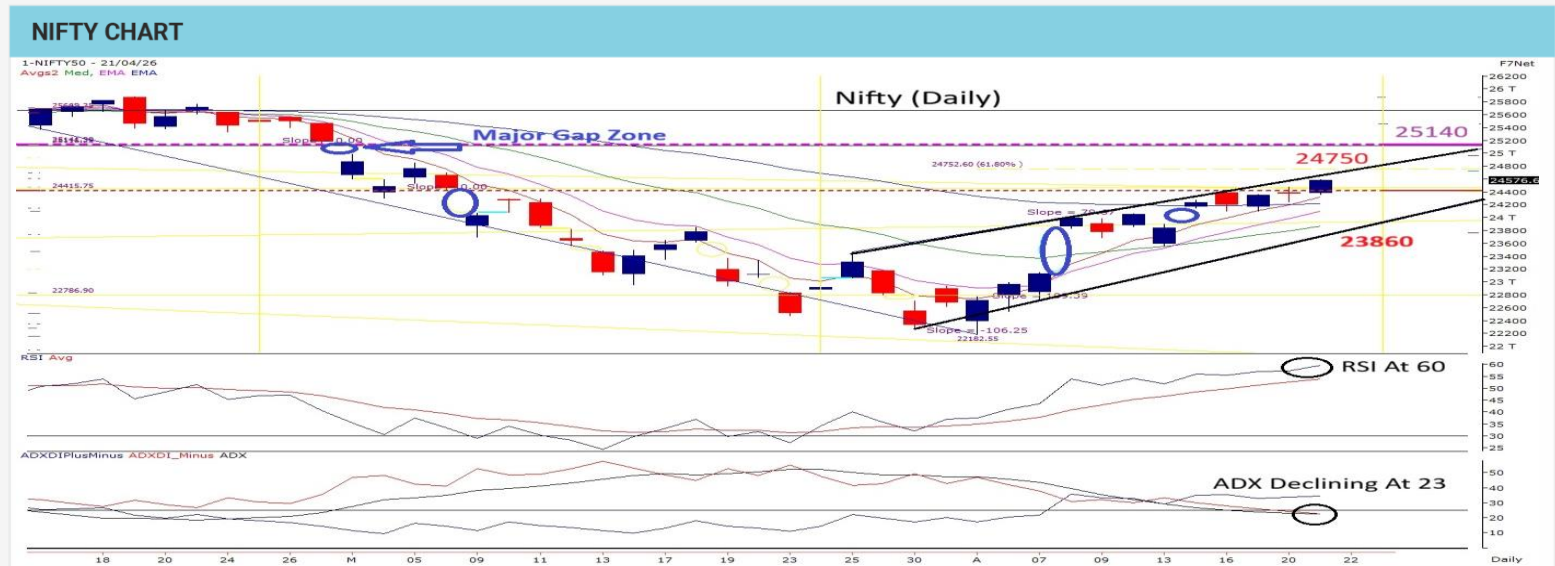 NIFTY CHART
1-NIFTY50 - 21/04/26
F7Net
Avgs2 Med, EMA EMA
Nifty (Daily)
26200
26 T
25800
25600
25400
25200
25 T
24800
24576.6
24400
24200
24 T
23800
23600
23400
23200
23 T
22800
22600
22400
22200
22 T
Major Gap Zone
25140
24750
24752.60 (61.80% )
24415.75
23860
22786.90
Slope = -106.25
22182.55
RSI Avg
RSI At 60
60
55
50
45
40
35
30
25
ADXDIPlusMinus ADXDI_Minus ADX
ADX Declining At 23
50
40
30
20
10
18 20 24 26 M 05 09 11 13 17 19 23 25 30 A 07 09 13 16 20 22 Daily